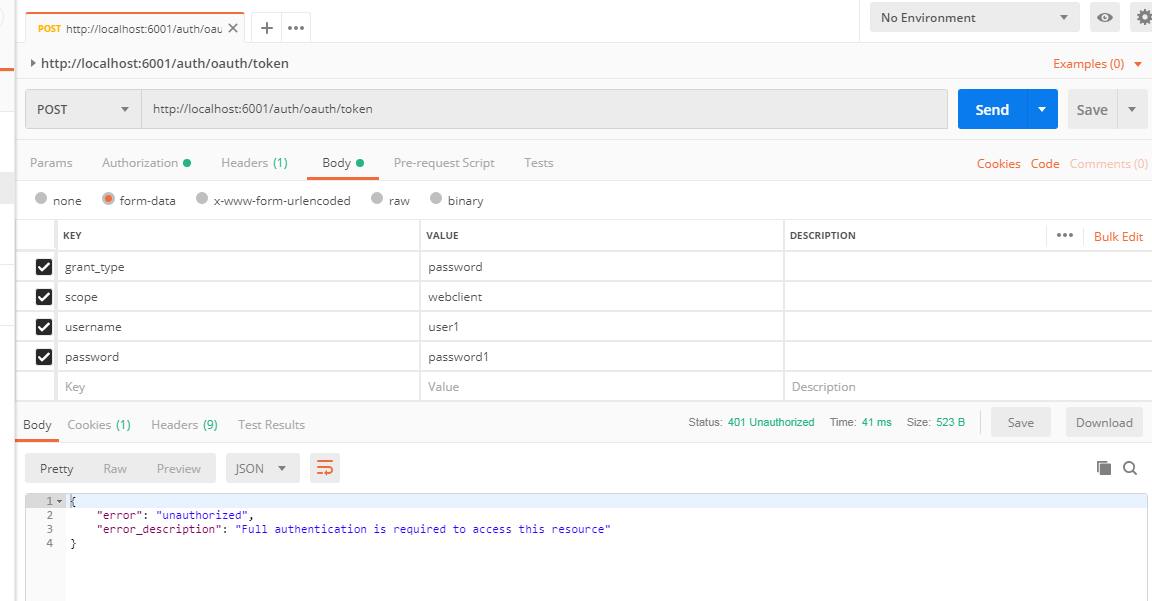 POST http://localhost:6001/auth/oau
No Environment
http://localhost:6001/auth/oauth/token
Examples (0)
POST http://localhost:6001/auth/oauth/token Send Save
Params Authorization Headers (1) Body Pre-request Script Tests Cookies Code Comments (0)
none form-data x-www-form-urlencoded raw binary
KEY VALUE DESCRIPTION Bulk Edit
grant_type password
scope webclient
username user1
password password1
Key Value Description
Body Cookies (1) Headers (9) Test Results Status: 401 Unauthorized Time: 41 ms Size: 523 B Save Download
Pretty Raw Preview JSON
1 {
2 "error": "unauthorized",
3 "error_description": "Full authentication is required to access this resource"
4 }